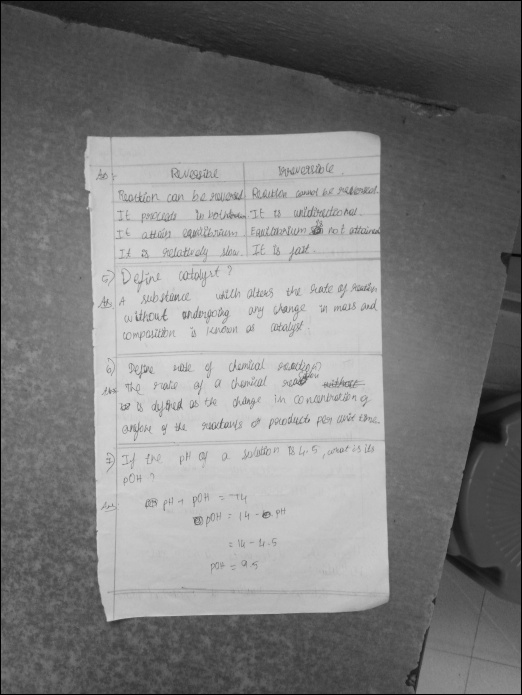 Ans:-
Reversible | Irreversible
Reaction can be reversed. | Reaction cannot be reversed.
It proceeds in both | It is unidirectional.
It attain equilibrium. | Equilibrium is not attained
It is relatively slow. | It is fast.
5) Define catalyst?
Ans: A substance which alters the rate of reaction
without undergoing any change in mass and
composition is known as catalyst.
6) Define rate of chemical reaction?
Ans: The rate of a chemical reaction without
is defined as the change in concentration of
anyone of the reactants or products per unit time.
7) If the pH of a solution is 4.5, what is its
pOH?
Ans: pH + pOH = 14
pOH = 14 - pH
= 14 - 4.5
pOH = 9.5